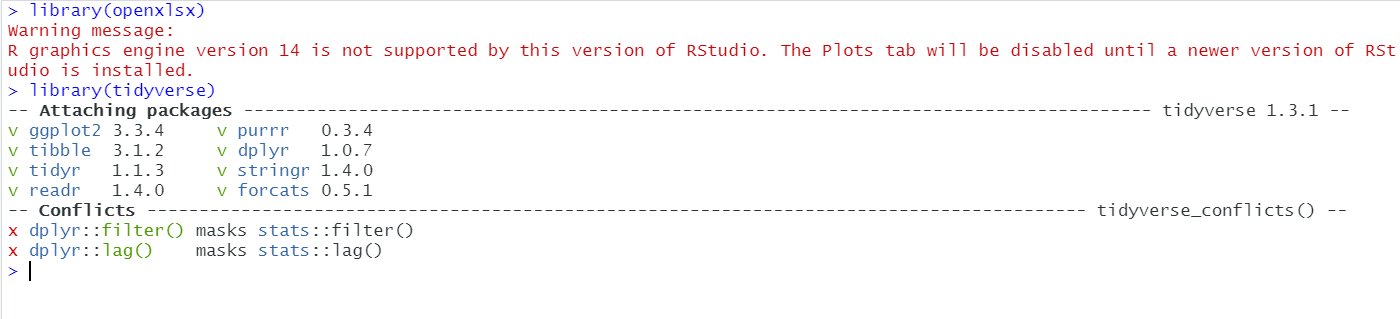 > library(openxlsx)
Warning message:
R graphics engine version 14 is not supported by this version of RStudio. The Plots tab will be disabled until a newer version of RSt
udio is installed.
> library(tidyverse)
-- Attaching packages --------------------------------------------------------------------------------------- tidyverse 1.3.1 --
v ggplot2 3.3.4     v purrr   0.3.4
v tibble  3.1.2     v dplyr   1.0.7
v tidyr   1.1.3     v stringr 1.4.0
v readr   1.4.0     v forcats 0.5.1
-- Conflicts ------------------------------------------------------------------------------------------ tidyverse_conflicts() --
x dplyr::filter() masks stats::filter()
x dplyr::lag()    masks stats::lag()
>